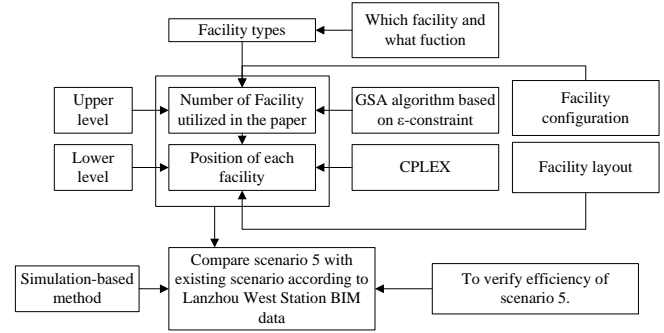 Facility types
Which facility and
what fuction
Upper
level
Number of Facility
utilized in the paper
GSA algorithm based
on ε-constraint
Facility
configuration
Lower
level
Position of each
facility
CPLEX
Facility layout
Simulation-based
method
Compare scenario 5 with
existing scenario according to
Lanzhou West Station BIM
data
To verify efficiency of
scenario 5.